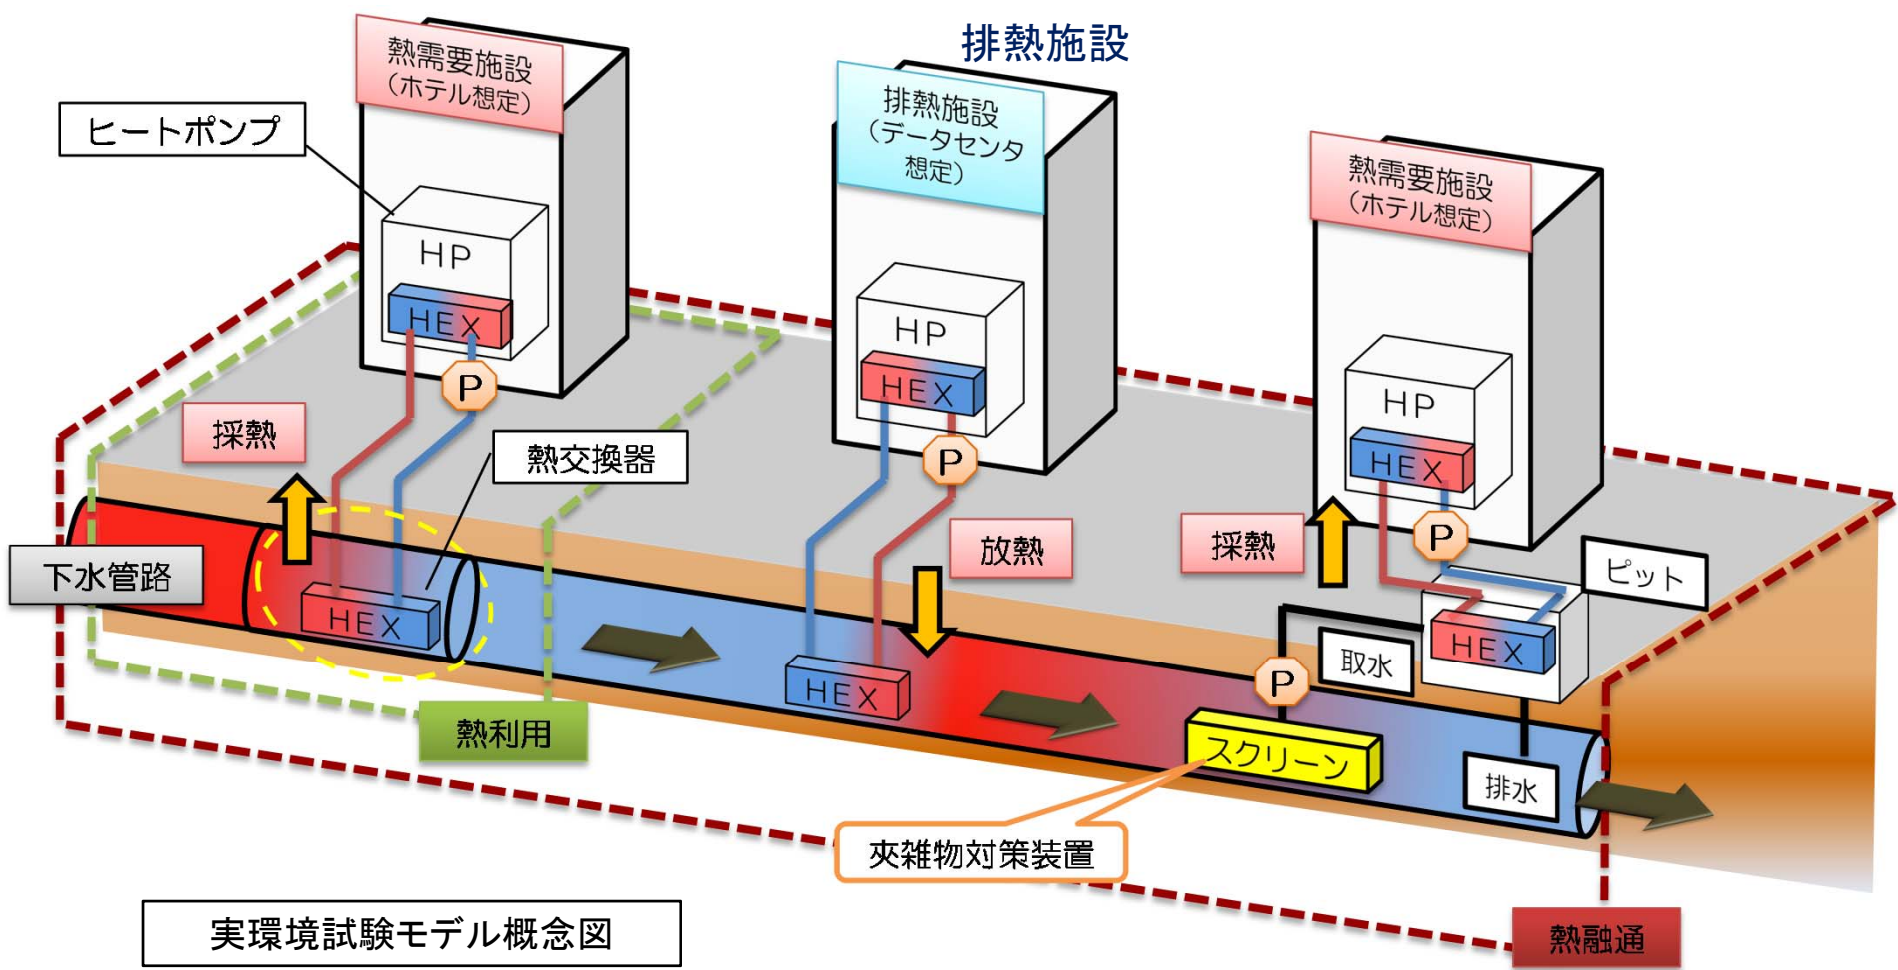 排熱施設
熱需要施設
（ホテル想定）
排熱施設
（データセンタ
想定）
熱需要施設
（ホテル想定）
ヒートポンプ
HP
HEX
P
HP
HEX
P
HP
HEX
P
採熱
熱交換器
放熱
採熱
ピット
下水管路
HEX
HEX
HEX
取水
P
熱利用
スクリーン
排水
夾雑物対策装置
実環境試験モデル概念図
熱融通